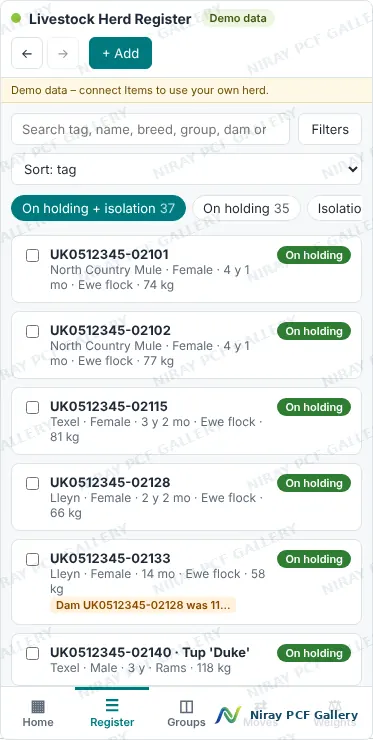 Livestock Herd Register Demo data
← → + Add
Demo data – connect Items to use your own herd.
Search tag, name, breed, group, dam or Filters
Sort: tag
On holding + isolation 37 On holding 35 Isolatio
UK0512345-02101 On holding
North Country Mule · Female · 4 y 1
mo · Ewe flock · 74 kg
UK0512345-02102 On holding
North Country Mule · Female · 4 y 1
mo · Ewe flock · 77 kg
UK0512345-02115 On holding
Texel · Female · 3 y 2 mo · Ewe flock ·
81 kg
UK0512345-02128 On holding
Lleyn · Female · 2 y 2 mo · Ewe flock ·
66 kg
UK0512345-02133 On holding
Lleyn · Female · 14 mo · Ewe flock · 58
kg
Dam UK0512345-02128 was 11...
UK0512345-02140 · Tup 'Duke' On holding
Texel · Male · 3 y · Rams · 118 kg
Home Register Groups Moves Weights
Niray PCF Gallery
NIRAY PCF GALLERY